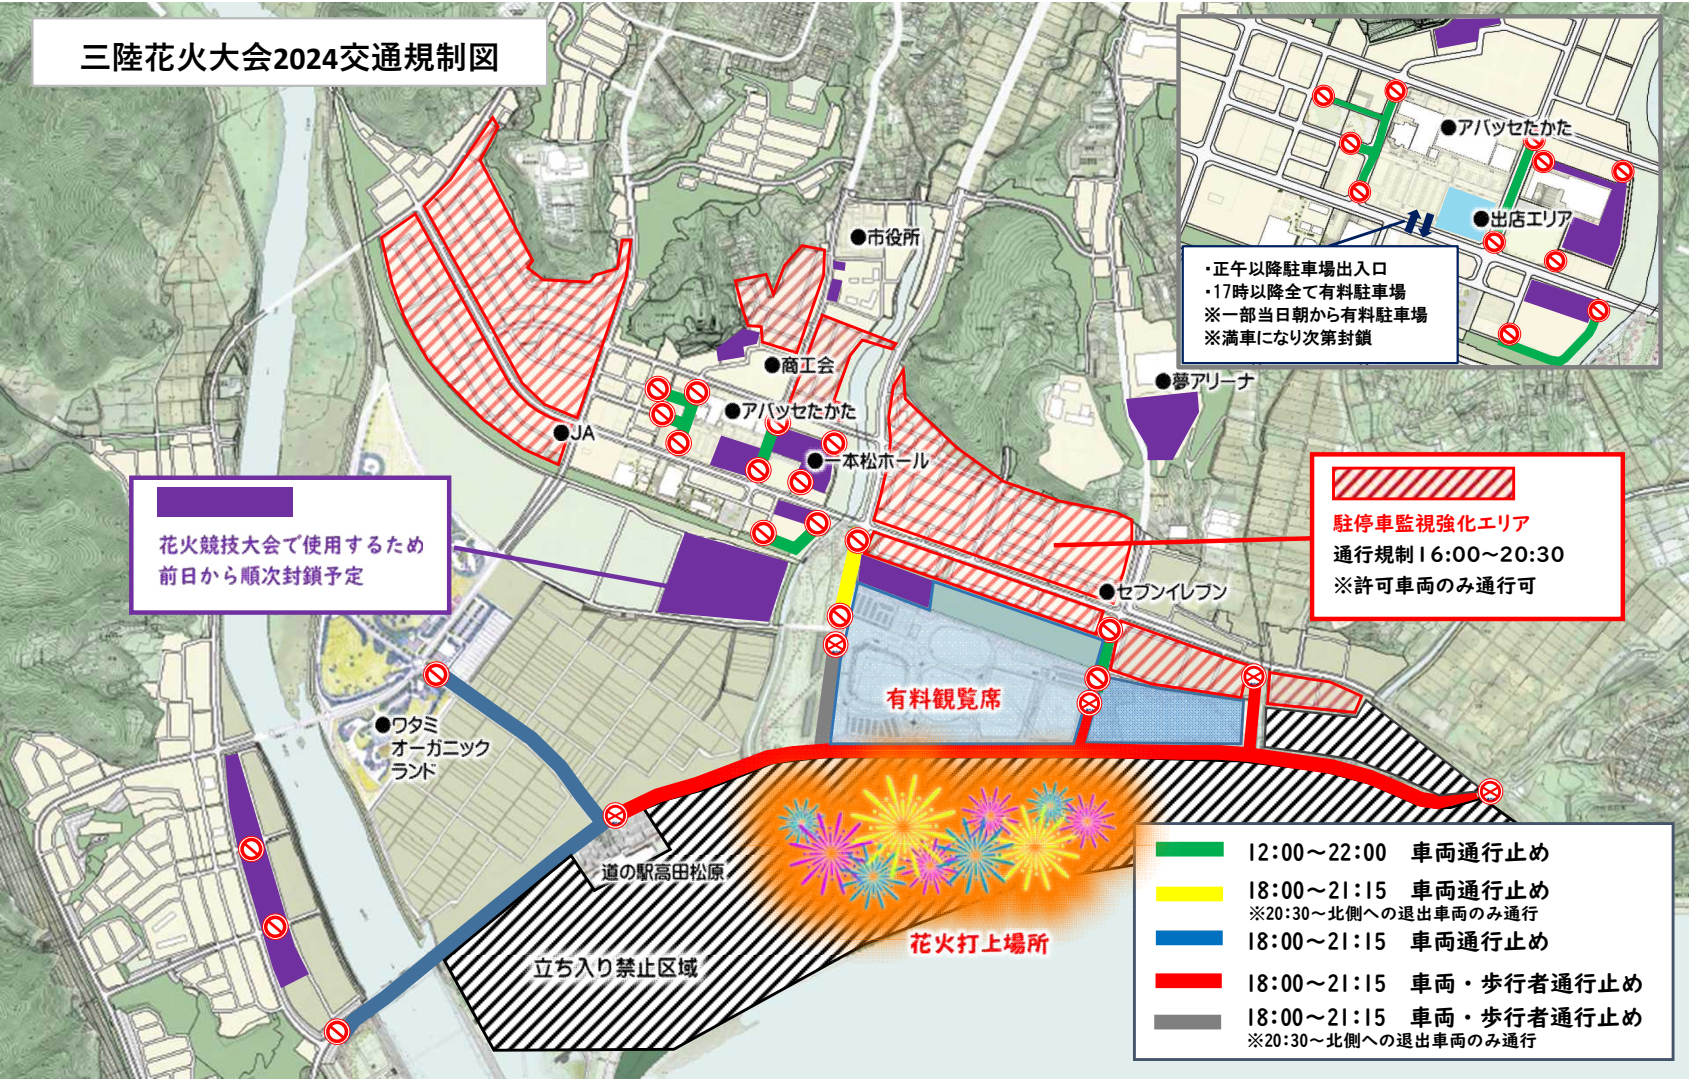 三陸花火大会2024交通規制図
●アバッセたかた
●出店エリア
・正午以降駐車場出入口
・17時以降全て有料駐車場
※一部当日朝から有料駐車場
※満車になり次第封鎖
●市役所
●商工会
●夢アリーナ
●アバッセたかた
●JA
●一本松ホール
花火競技大会で使用するため
前日から順次封鎖予定
駐停車監視強化エリア
通行規制16:00～20:30
※許可車両のみ通行可
●セブンイレブン
有料観覧席
●ワタミ
オーガニック
ランド
道の駅高田松原
花火打上場所
立ち入り禁止区域
12:00～22:00 車両通行止め
18:00～21:15 車両通行止め
※20:30～北側への退出車両のみ通行
18:00～21:15 車両通行止め
18:00～21:15 車両・歩行者通行止め
18:00～21:15 車両・歩行者通行止め
※20:30～北側への退出車両のみ通行